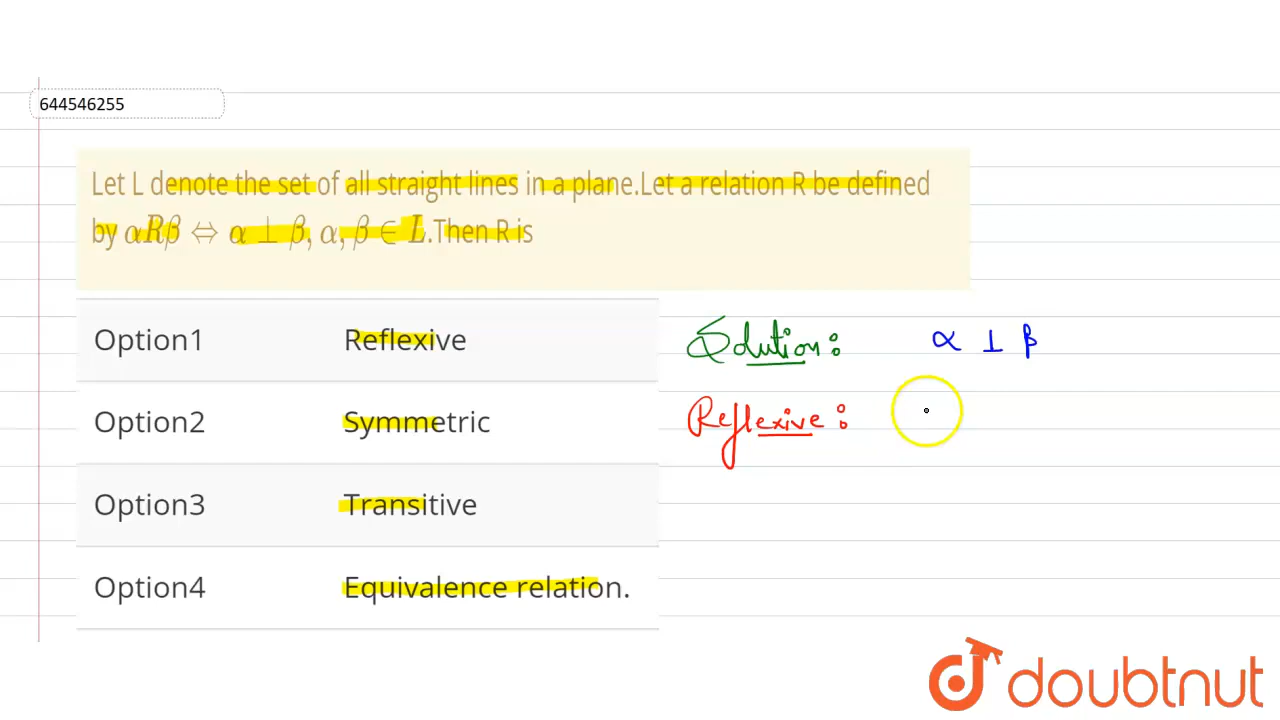 644546255
Let L denote the set of all straight lines in a plane.Let a relation R be defined
by αRβ ⇔ α ⊥ β, α, β ∈ L.Then R is
Option1 Reflexive
Solution: α ⊥ β
Option2 Symmetric
Reflexive:
Option3 Transitive
Option4 Equivalence relation.
doubtnut